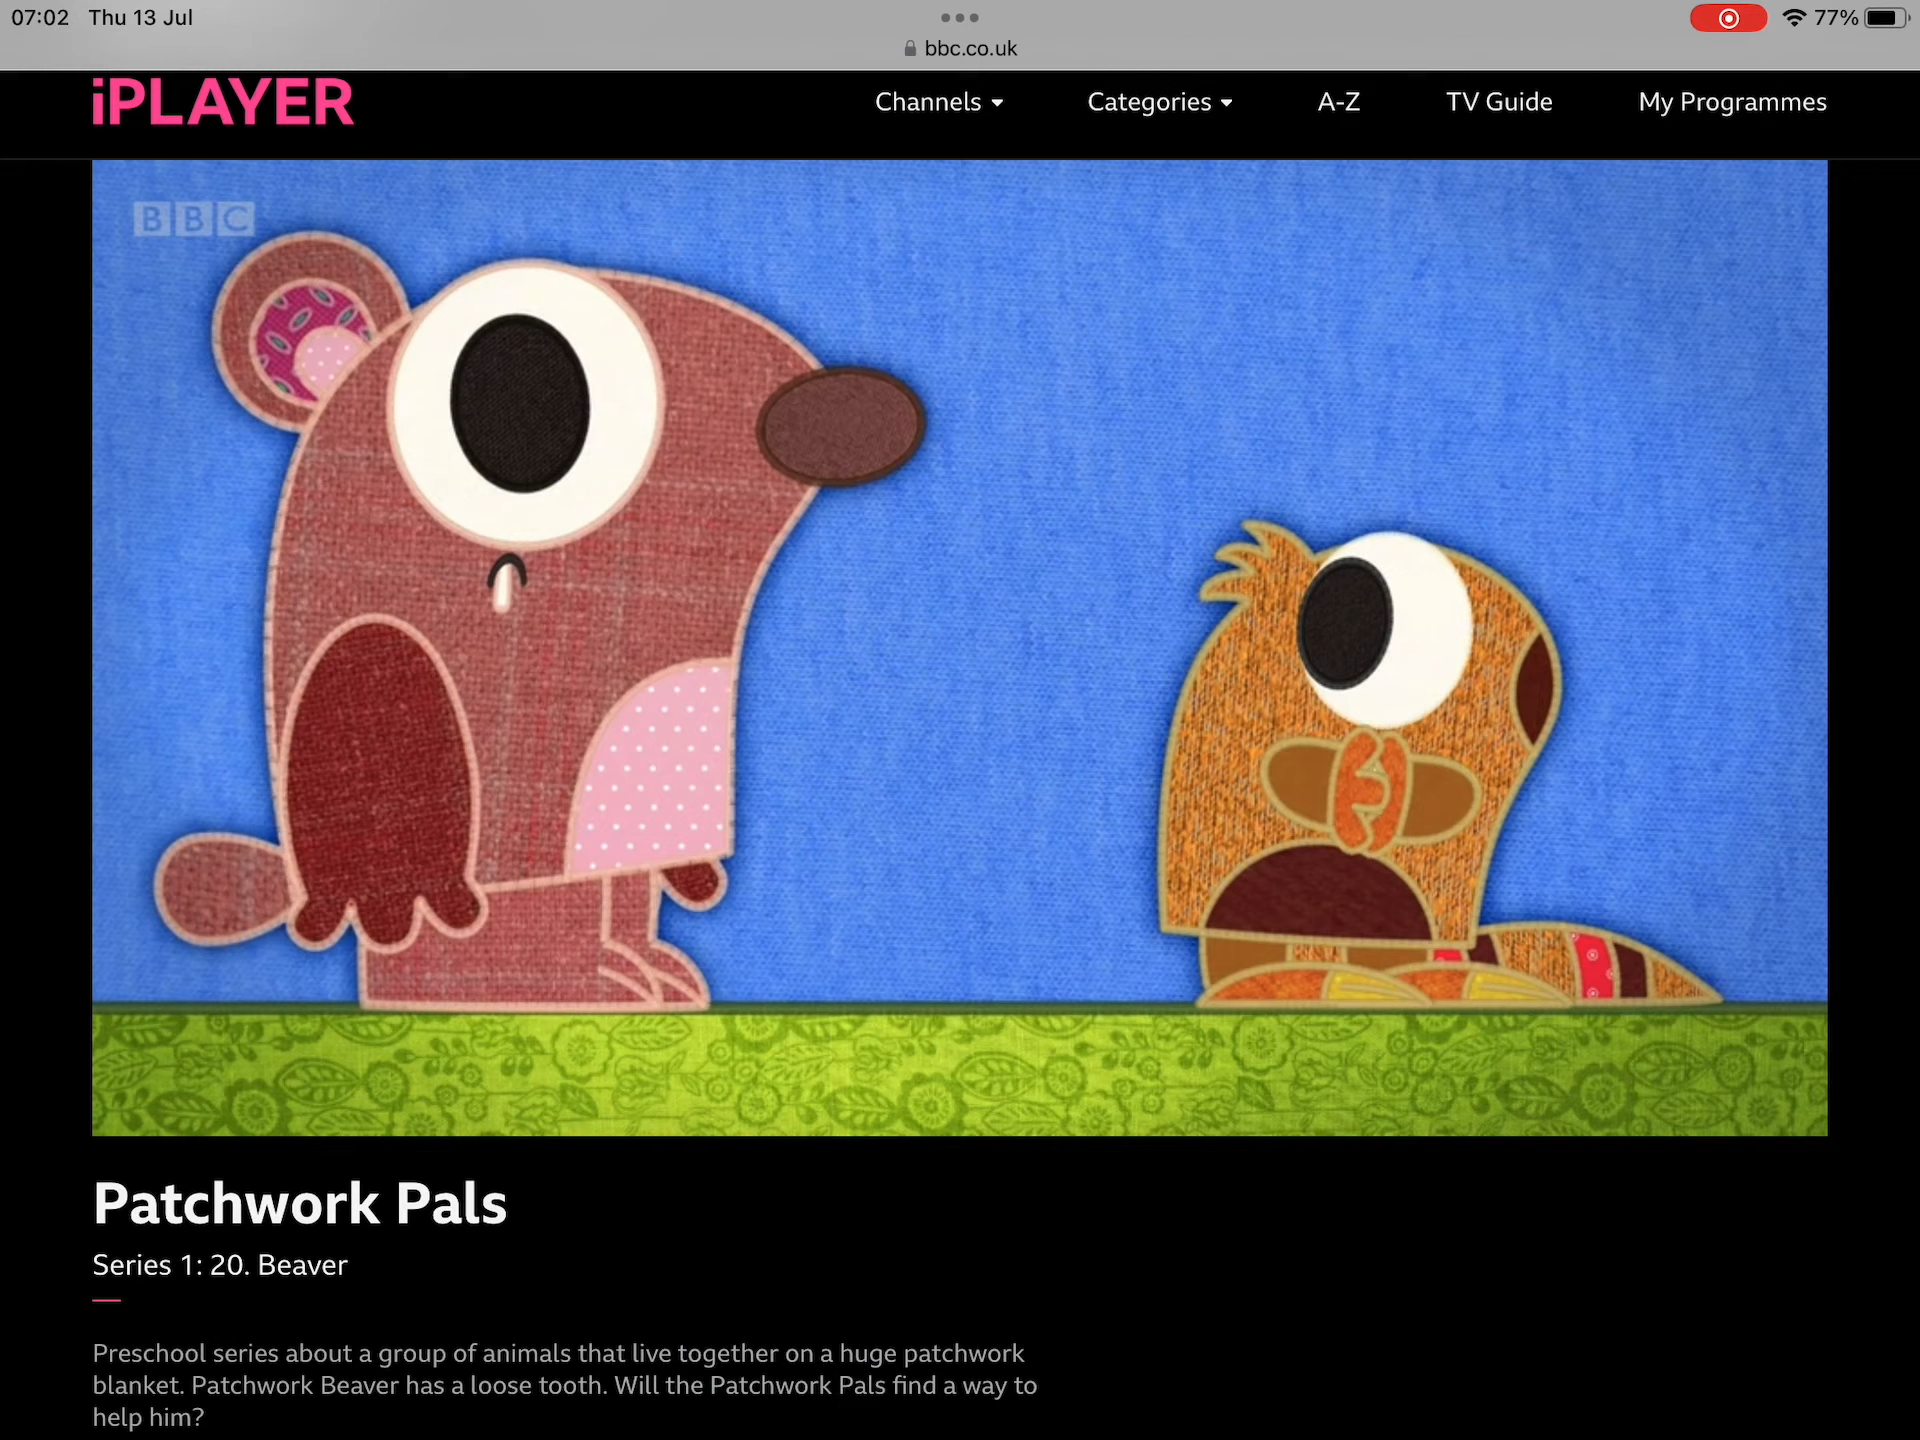 07:02 Thu 13 Jul
77%
bbc.co.uk
iPLAYER
Channels
Categories
A-Z
TV Guide
My Programmes
BBC
Patchwork Pals
Series 1: 20. Beaver
Preschool series about a group of animals that live together on a huge patchwork
blanket. Patchwork Beaver has a loose tooth. Will the Patchwork Pals find a way to
help him?